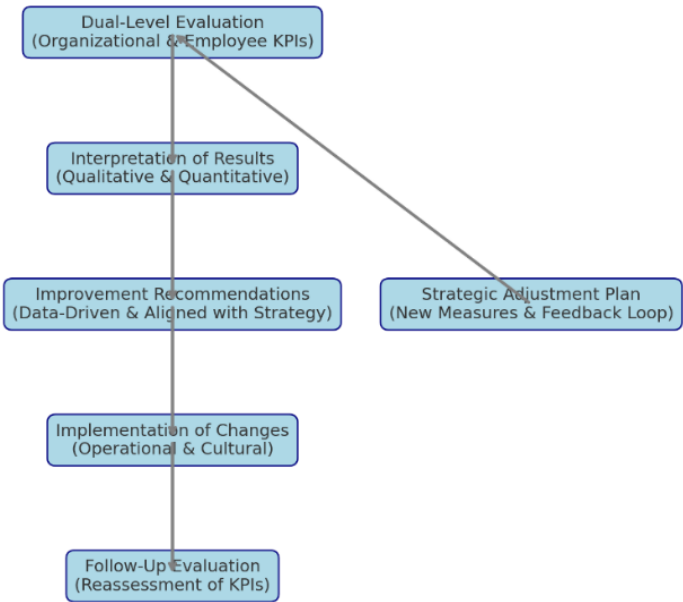 Dual-Level Evaluation
(Organizational & Employee KPIs)
Interpretation of Results
(Qualitative & Quantitative)
Improvement Recommendations
(Data-Driven & Aligned with Strategy)
Strategic Adjustment Plan
(New Measures & Feedback Loop)
Implementation of Changes
(Operational & Cultural)
Follow-Up Evaluation
(Reassessment of KPIs)